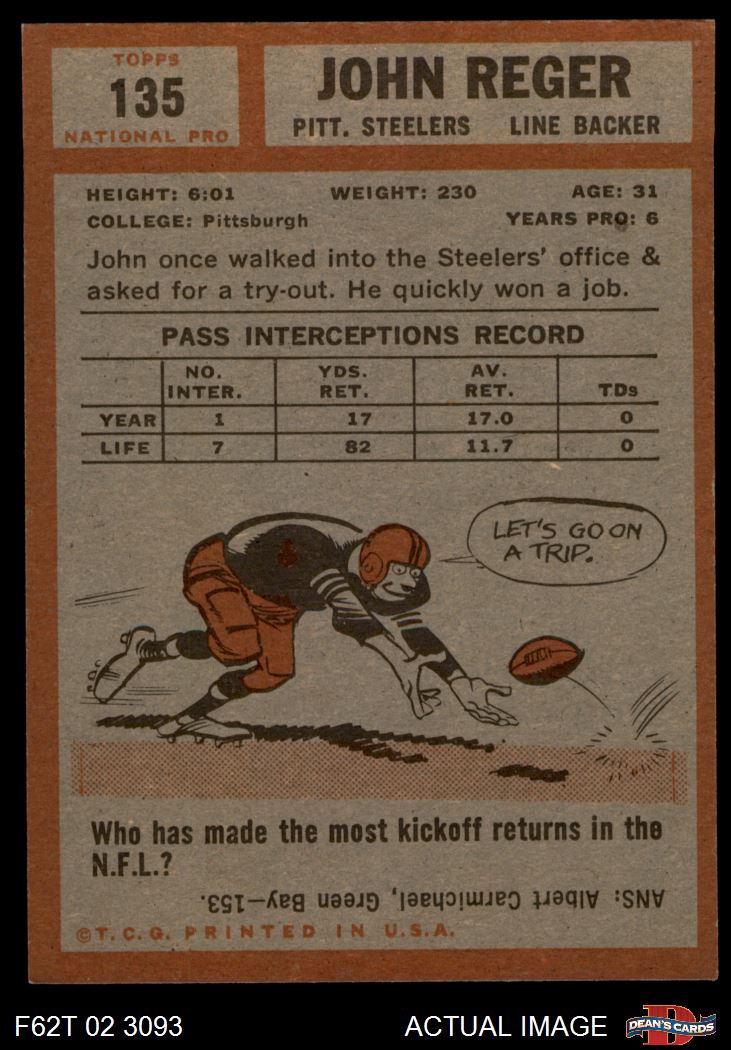 TOPPS
135
NATIONAL PRO
JOHN REGER
PITT. STEELERS LINE BACKER
HEIGHT: 6:01 WEIGHT: 230 AGE: 31
COLLEGE: Pittsburgh YEARS PRO: 6
John once walked into the Steelers' office &
asked for a try-out. He quickly won a job.
PASS INTERCEPTIONS RECORD
NO. INTER. YDS. RET. AV. RET. TDs
YEAR 1 17 17.0 0
LIFE 7 82 11.7 0
LET'S GO ON
A TRIP.
Who has made the most kickoff returns in the
N.F.L.?
ANS: Albert Carmichael, Green Bay—153.
©T.C.G. PRINTED IN U.S.A.
F62T 02 3093 ACTUAL IMAGE
D
DEAN'S CARDS